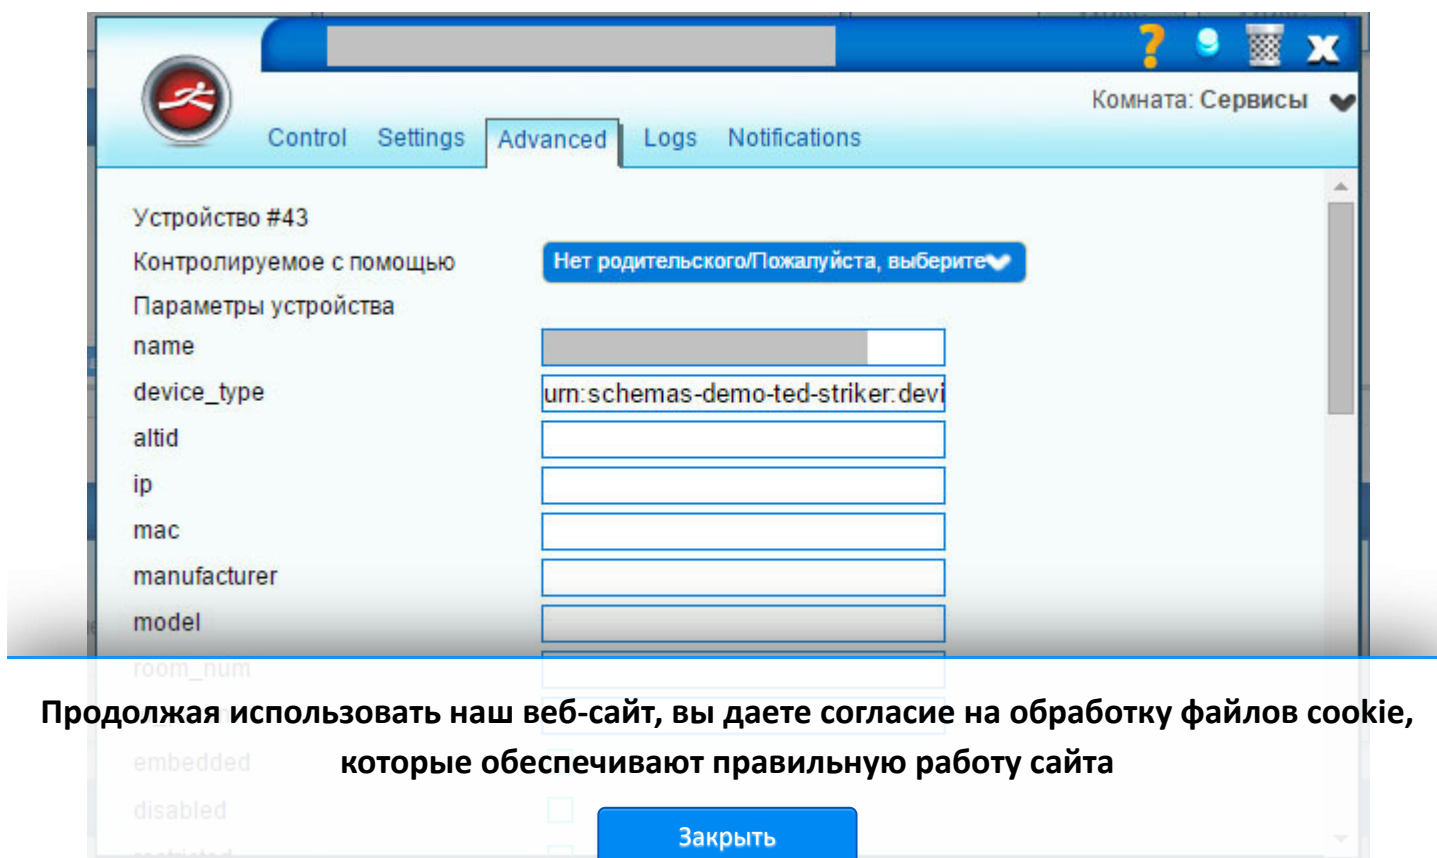 Комната: Сервисы
Control Settings Advanced Logs Notifications
Устройство #43
Контролируемое с помощью Нет родительского/Пожалуйста, выберите
Параметры устройства
name
device_type urn:schemas-demo-ted-striker:devi
altid
ip
mac
manufacturer
model
room_num
Продолжая использовать наш веб-сайт, вы даете согласие на обработку файлов cookie,
которые обеспечивают правильную работу сайта
embedded
disabled
Закрыть